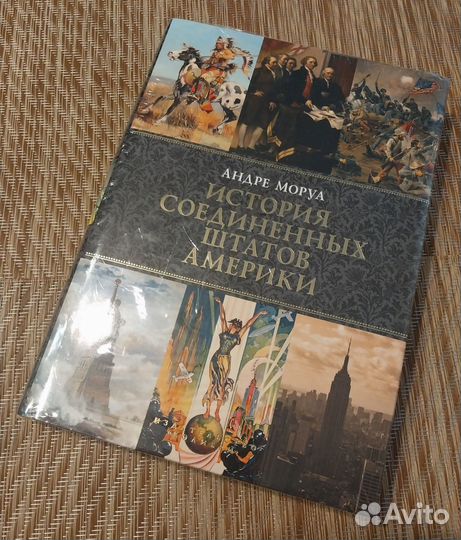 АНДРЕ МОРУА
ИСТОРИЯ
СОЕДИНЕННЫХ
ШТАТОВ
АМЕРИКИ
Avito